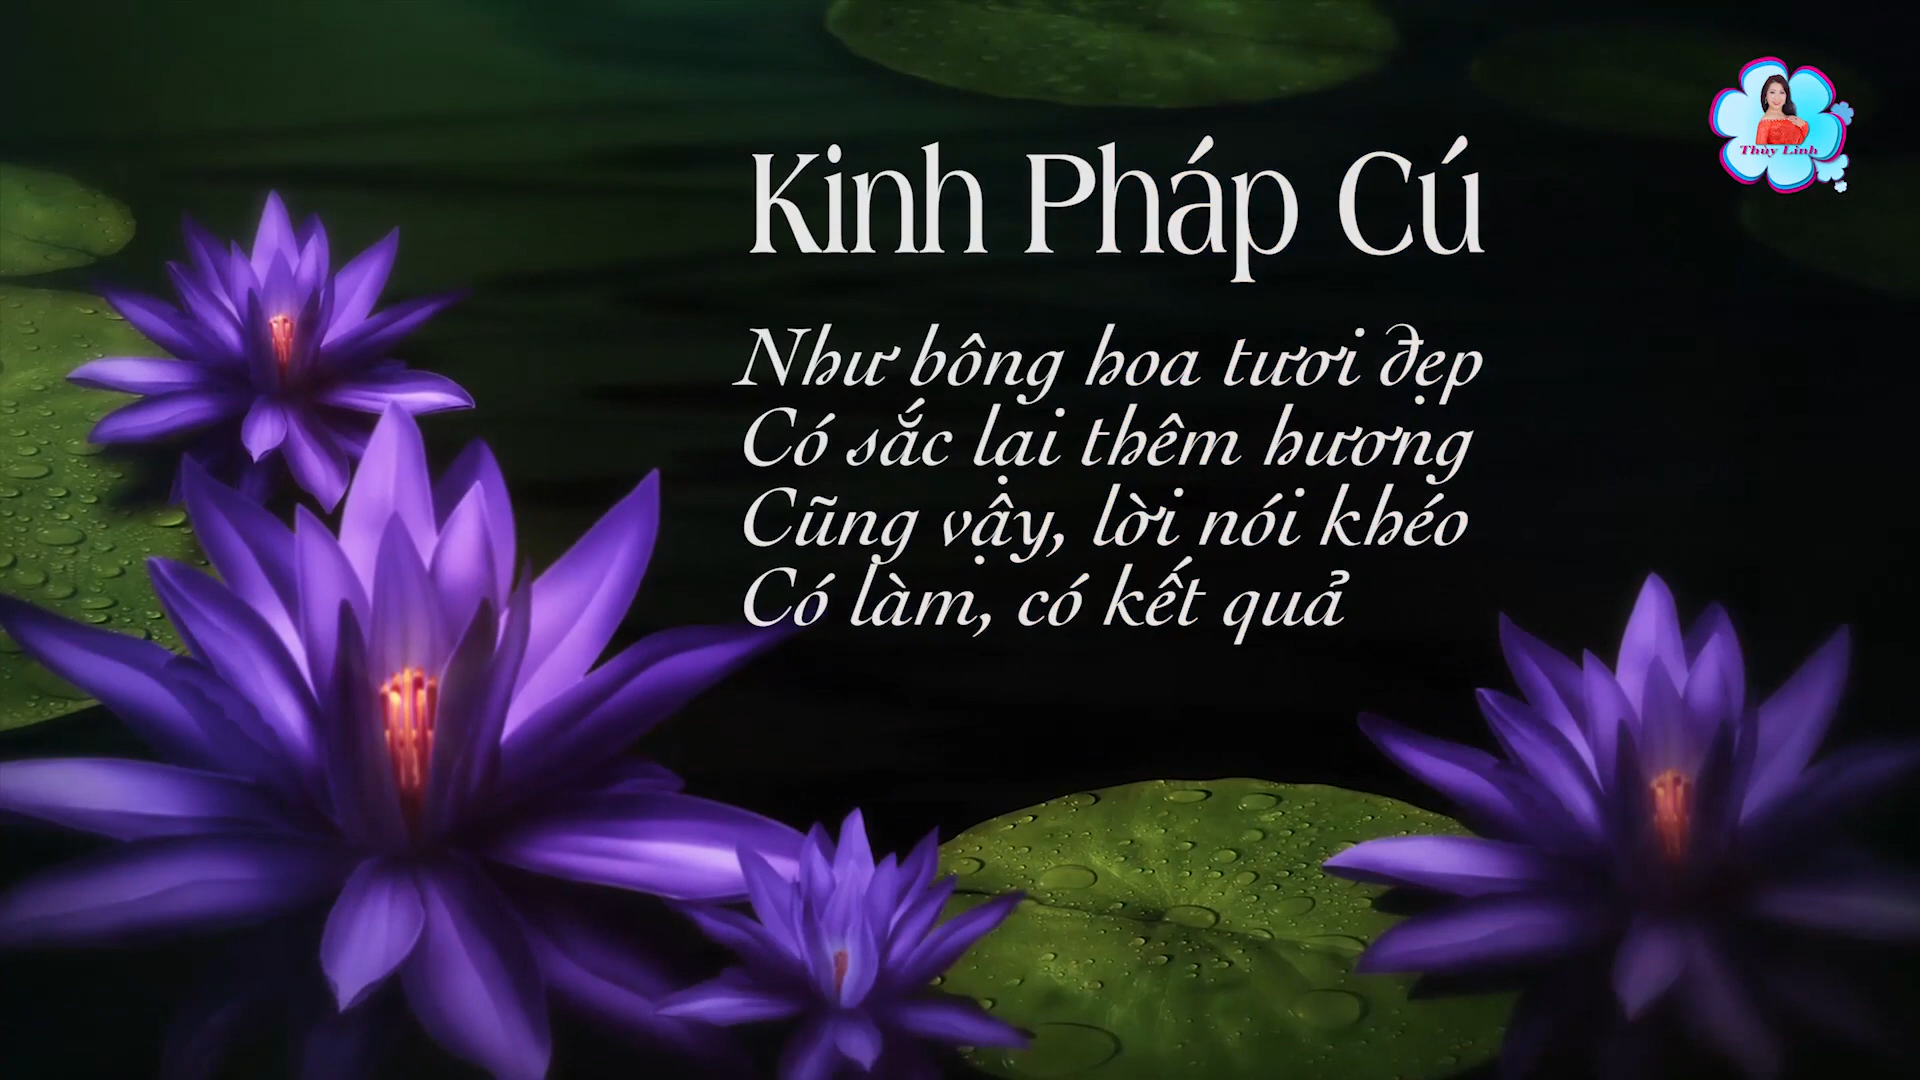 Kinh Pháp Cú
Thùy Linh
Như bông hoa tươi đẹp
Có sắc lại thêm hương
Cũng vậy, lời nói khéo
Có làm, có kết quả